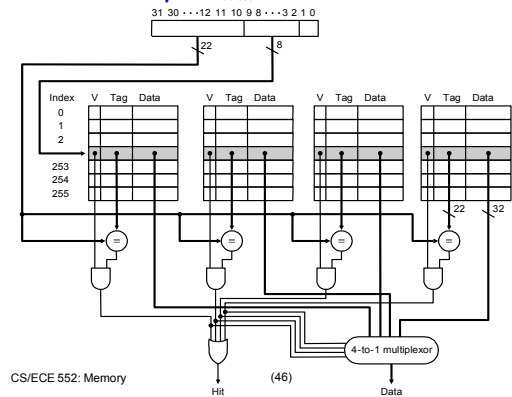 31 30 ···12 11 10 9 8 ···3 2 1 0
22
8
Index V Tag Data V Tag Data V Tag Data V Tag Data
0
1
2
253
254
255
22 32
= = = =
4-to-1 multiplexor
CS/ECE 552: Memory (46)
Hit Data